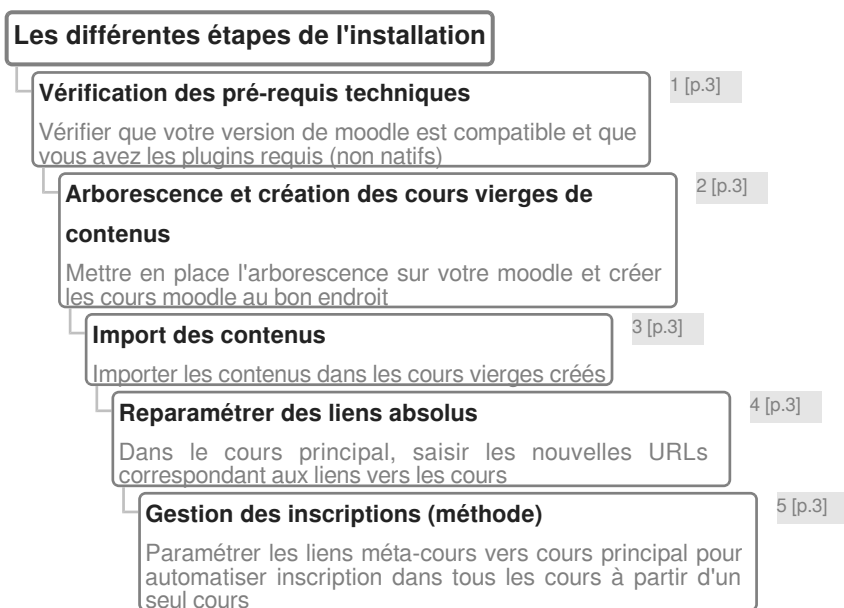 Les différentes étapes de l'installation
Vérification des pré-requis techniques
1 [p.3]
Vérifier que votre version de moodle est compatible et que
vous avez les plugins requis (non natifs)
Arborescence et création des cours vierges de
2 [p.3]
contenus
Mettre en place l'arborescence sur votre moodle et créer
les cours moodle au bon endroit
Import des contenus
3 [p.3]
Importer les contenus dans les cours vierges créés
Reparamétrer des liens absolus
4 [p.3]
Dans le cours principal, saisir les nouvelles URLs
correspondant aux liens vers les cours
Gestion des inscriptions (méthode)
5 [p.3]
Paramétrer les liens méta-cours vers cours principal pour
automatiser inscription dans tous les cours à partir d'un
seul cours